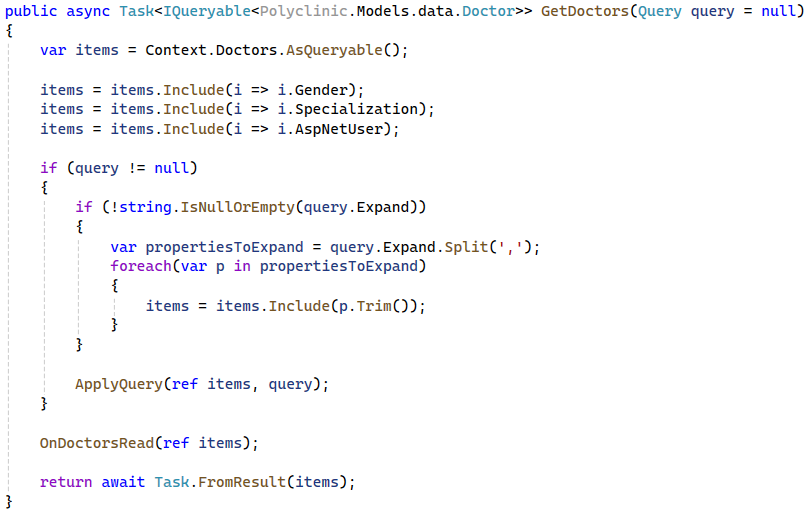 public async Task<IQueryable<Polyclinic.Models.data.Doctor>> GetDoctors(Query query = null)
{
    var items = Context.Doctors.AsQueryable();

    items = items.Include(i => i.Gender);
    items = items.Include(i => i.Specialization);
    items = items.Include(i => i.AspNetUser);

    if (query != null)
    {
        if (!string.IsNullOrEmpty(query.Expand))
        {
            var propertiesToExpand = query.Expand.Split(',');
            foreach(var p in propertiesToExpand)
            {
                items = items.Include(p.Trim());
            }
        }

        ApplyQuery(ref items, query);
    }

    OnDoctorsRead(ref items);

    return await Task.FromResult(items);
}